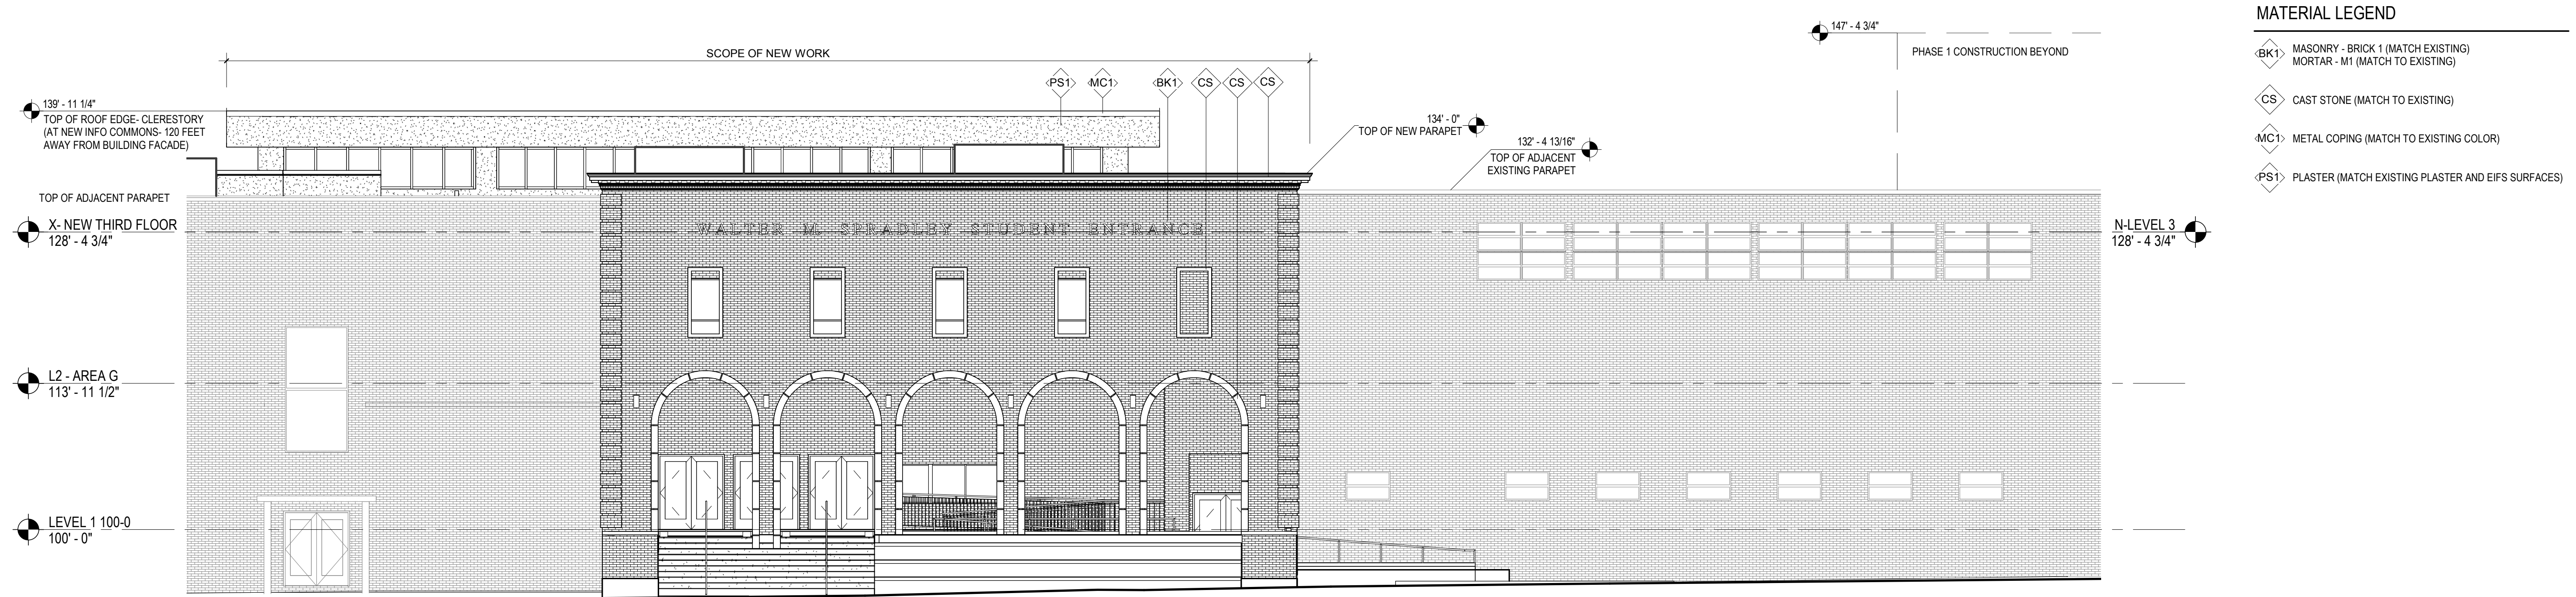 MATERIAL LEGEND
147' - 4 3/4"
PHASE 1 CONSTRUCTION BEYOND
BK1
MASONRY - BRICK 1 (MATCH EXISTING)
MORTAR - M1 (MATCH TO EXISTING)
CS
CAST STONE (MATCH TO EXISTING)
MC1
METAL COPING (MATCH TO EXISTING COLOR)
PS1
PLASTER (MATCH EXISTING PLASTER AND EIFS SURFACES)
SCOPE OF NEW WORK
PS1
MC1
BK1
CS
CS
CS
139' - 11 1/4"
TOP OF ROOF EDGE- CLERESTORY
(AT NEW INFO COMMONS- 120 FEET
AWAY FROM BUILDING FACADE)
134' - 0"
TOP OF NEW PARAPET
132' - 4 13/16"
TOP OF ADJACENT
EXISTING PARAPET
TOP OF ADJACENT PARAPET
X- NEW THIRD FLOOR
128' - 4 3/4"
WALTER M. SPRADLEY STUDENT ENTRANCE
N-LEVEL 3
128' - 4 3/4"
L2 - AREA G
113' - 11 1/2"
LEVEL 1 100-0
100' - 0"